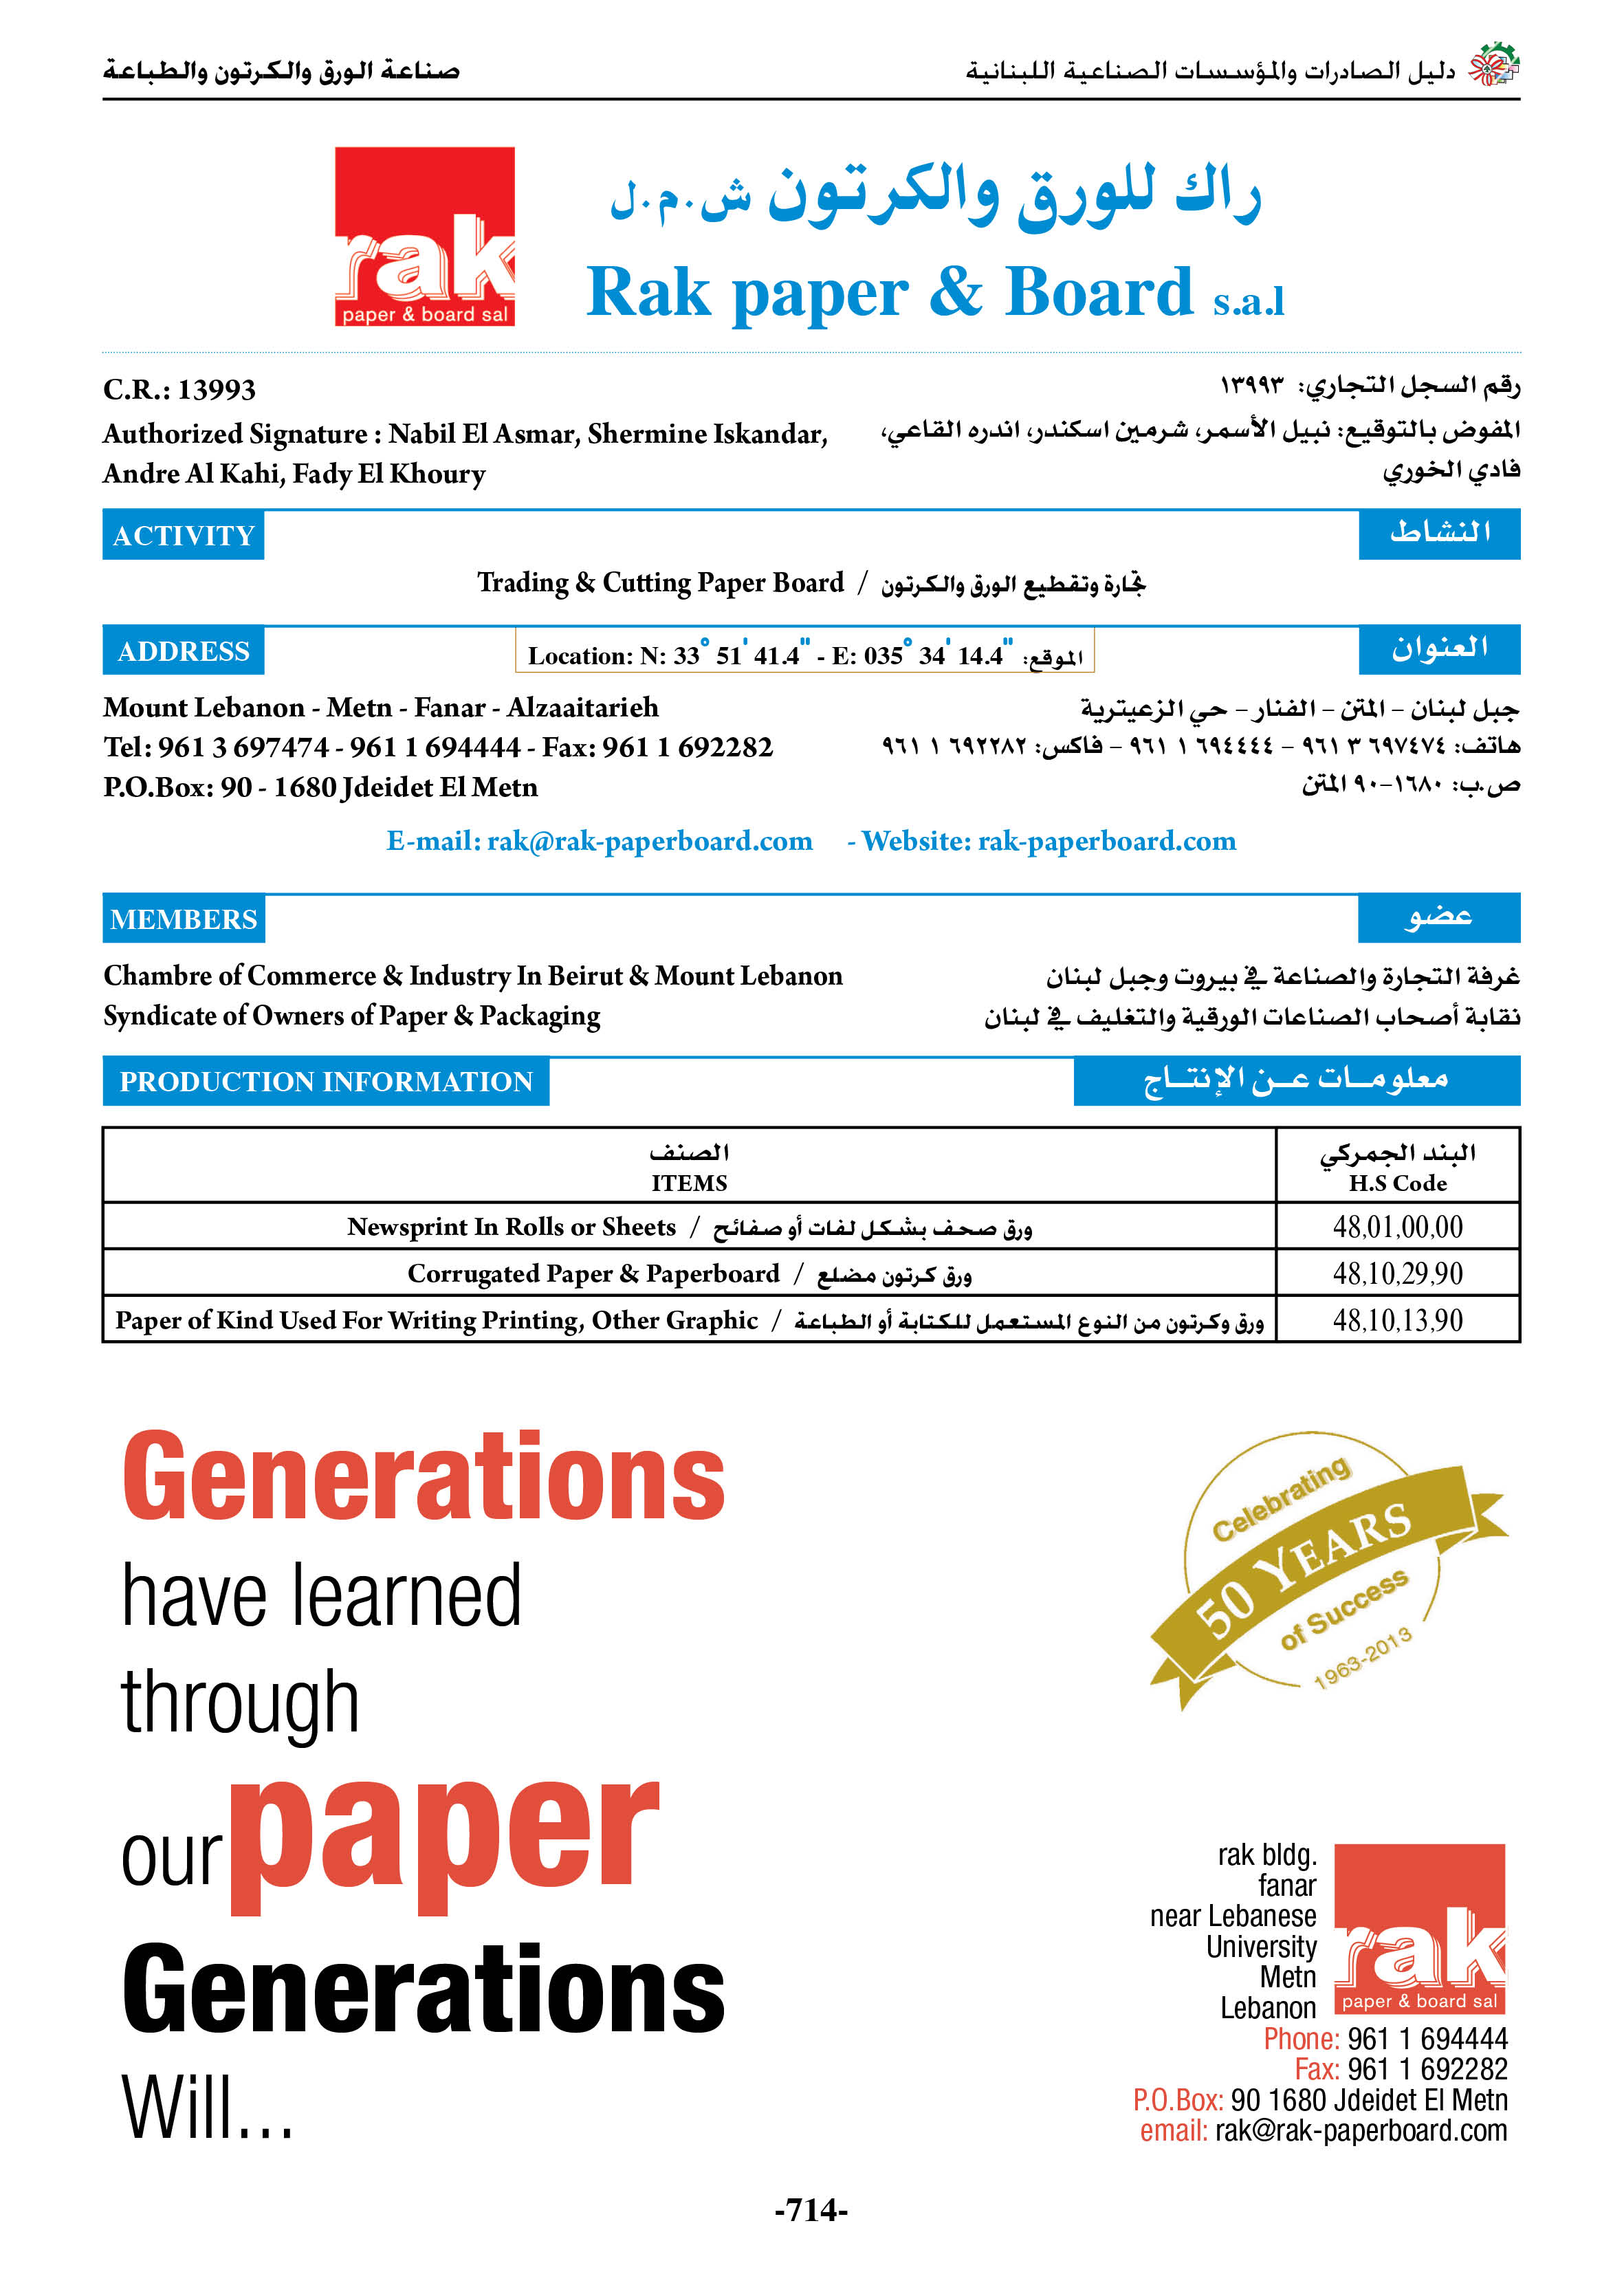 صناعة الورق والكرتون والطباعة
دليل الصادرات والمؤسسات الصناعية اللبنانية
rak
paper & board sal
راك للورق والكرتون ش.م.ل
Rak paper & Board s.a.l
C.R.: 13993
رقم السجل التجاري: ١٣٩٩٣
Authorized Signature : Nabil El Asmar, Shermine Iskandar,
Andre Al Kahi, Fady El Khoury
المفوض بالتوقيع: نبيل الأسمر، شرمين اسكندر، اندره القاعي،
فادي الخوري
ACTIVITY
النشاط
Trading & Cutting Paper Board / تجارة وتقطيع الورق والكرتون
ADDRESS
Location: N: 33° 51' 41.4" - E: 035° 34' 14.4" :الموقع
العنوان
Mount Lebanon - Metn - Fanar - Alzaaitarieh
Tel: 961 3 697474 - 961 1 694444 - Fax: 961 1 692282
P.O.Box: 90 - 1680 Jdeidet El Metn
جبل لبنان - المتن - الفنار - حي الزعيترية
هاتف: ٦٩٧٤٧٤ ٣ ٩٦١ - ٦٩٤٤٤٤ ١ ٩٦١ - فاكس: ٦٩٢٢٨٢ ١ ٩٦١
ص.ب: ١٦٨٠-٩٠ المتن
E-mail: rak@rak-paperboard.com - Website: rak-paperboard.com
MEMBERS
عضو
Chambre of Commerce & Industry In Beirut & Mount Lebanon
Syndicate of Owners of Paper & Packaging
غرفة التجارة والصناعة في بيروت وجبل لبنان
نقابة أصحاب الصناعات الورقية والتغليف في لبنان
PRODUCTION INFORMATION
معلومات عن الإنتاج
الصنف
ITEMS
البند الجمركي
H.S Code
Newsprint In Rolls or Sheets / ورق صحف بشكل لفات أو صفائح
48,01,00,00
Corrugated Paper & Paperboard / ورق كرتون مضلع
48,10,29,90
Paper of Kind Used For Writing Printing, Other Graphic / ورق وكرتون من النوع المستعمل للكتابة أو الطباعة
48,10,13,90
Generations
have learned
through
our paper
Generations
Will...
Celebrating
50 YEARS
of Success
1963-2013
rak bldg.
fanar
near Lebanese
University
Metn
Lebanon
rak
paper & board sal
Phone: 961 1 694444
Fax: 961 1 692282
P.O.Box: 90 1680 Jdeidet El Metn
email: rak@rak-paperboard.com
-714-